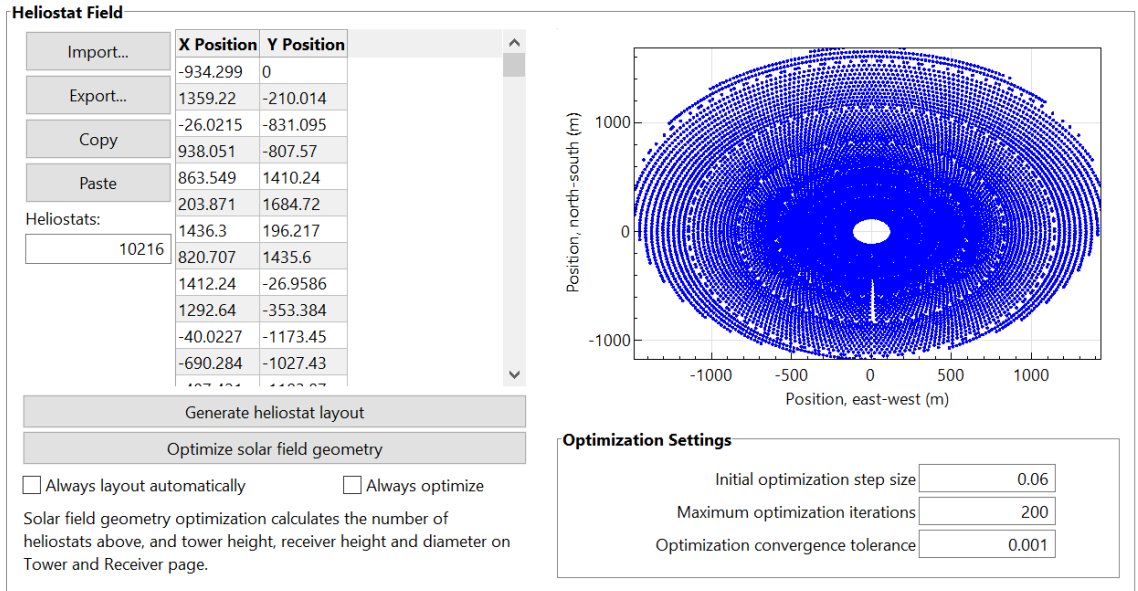 Heliostat Field
Import...
Export...
Copy
Paste
Heliostats:
10216
X Position Y Position
-934.299 0
1359.22 -210.014
-26.0215 -831.095
938.051 -807.57
863.549 1410.24
203.871 1684.72
1436.3 196.217
820.707 1435.6
1412.24 -26.9586
1292.64 -353.384
-40.0227 -1173.45
-690.284 -1027.43
Generate heliostat layout
Optimize solar field geometry
Always layout automatically
Always optimize
Solar field geometry optimization calculates the number of
heliostats above, and tower height, receiver height and diameter on
Tower and Receiver page.
Position, north-south (m)
1000
0
-1000
-1000 -500 0 500 1000
Position, east-west (m)
Optimization Settings
Initial optimization step size 0.06
Maximum optimization iterations 200
Optimization convergence tolerance 0.001